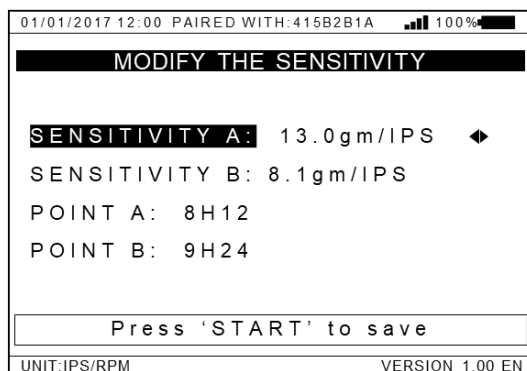 01/01/2017 12:00 PAIRED WITH:415B2B1A 100%
MODIFY THE SENSITIVITY
SENSITIVITY A: 13.0gm/IPS
SENSITIVITY B: 8.1gm/IPS
POINT A: 8H12
POINT B: 9H24
Press ‘START’ to save
UNIT:IPS/RPM VERSION 1.00 EN